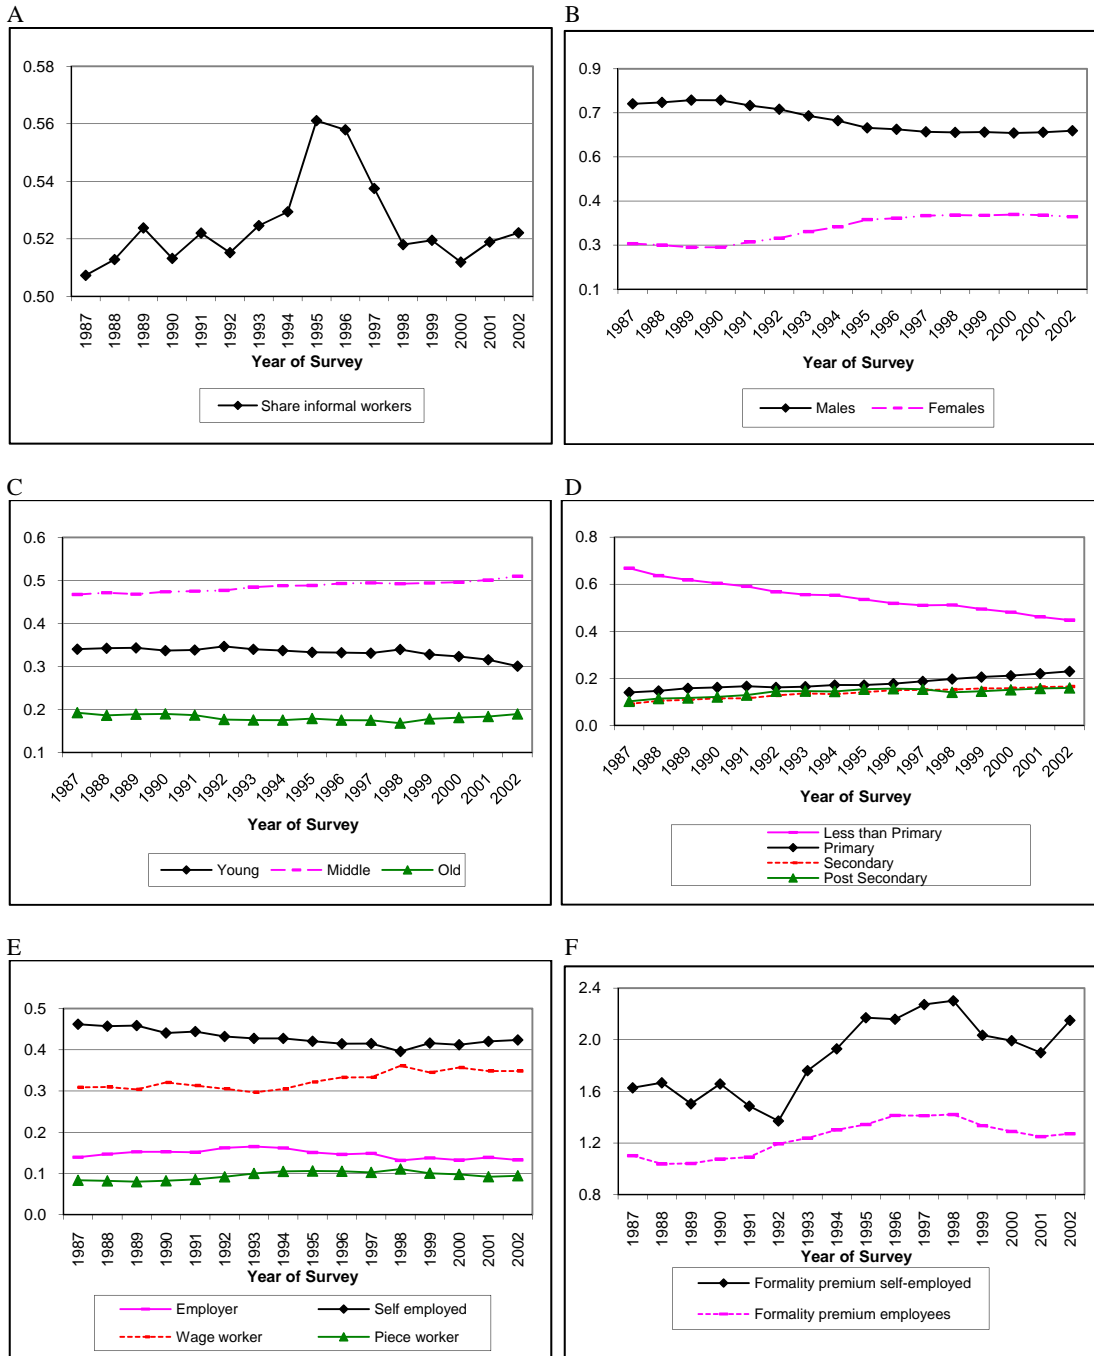 A
0.58
0.56
0.54
0.52
0.50
1987 1988 1989 1990 1991 1992 1993 1994 1995 1996 1997 1998 1999 2000 2001 2002
Year of Survey
Share informal workers
B
0.9
0.7
0.6
0.4
0.3
0.1
1987 1988 1989 1990 1991 1992 1993 1994 1995 1996 1997 1998 1999 2000 2001 2002
Year of Survey
Males Females
C
0.6
0.5
0.4
0.3
0.2
0.1
1987 1988 1989 1990 1991 1992 1993 1994 1995 1996 1997 1998 1999 2000 2001 2002
Year of Survey
Young Middle Old
D
0.8
0.6
0.4
0.2
0.0
1987 1988 1989 1990 1991 1992 1993 1994 1995 1996 1997 1998 1999 2000 2001 2002
Year of Survey
Less than Primary
Primary
Secondary
Post Secondary
E
0.5
0.4
0.3
0.2
0.1
0.0
1987 1988 1989 1990 1991 1992 1993 1994 1995 1996 1997 1998 1999 2000 2001 2002
Year of Survey
Employer Self employed
Wage worker Piece worker
F
2.4
2.0
1.6
1.2
0.8
1987 1988 1989 1990 1991 1992 1993 1994 1995 1996 1997 1998 1999 2000 2001 2002
Year of Survey
Formality premium self-employed
Formality premium employees